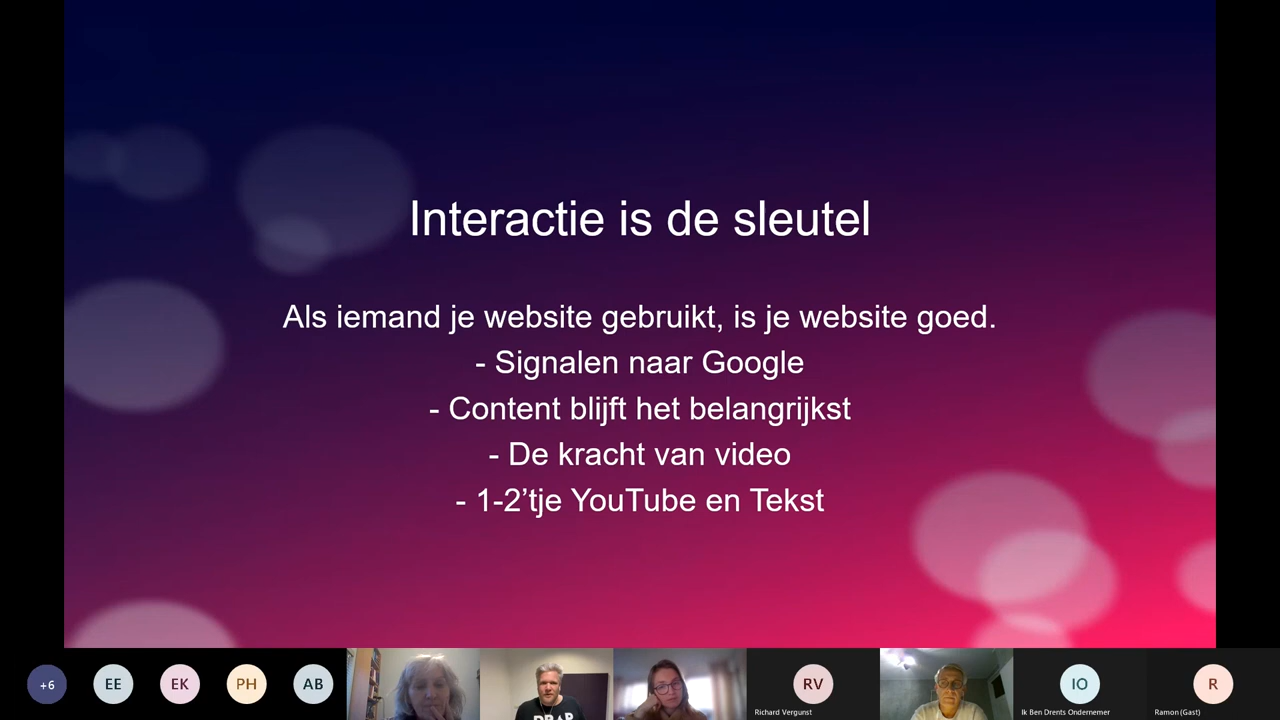 Interactie is de sleutel
Als iemand je website gebruikt, is je website goed.
- Signalen naar Google
- Content blijft het belangrijkst
- De kracht van video
- 1-2’tje YouTube en Tekst
+6
EE
EK
PH
AB
RV
Richard Vergunst
IO
Ik Ben Drents Ondernemer
R
Ramon (Gast)